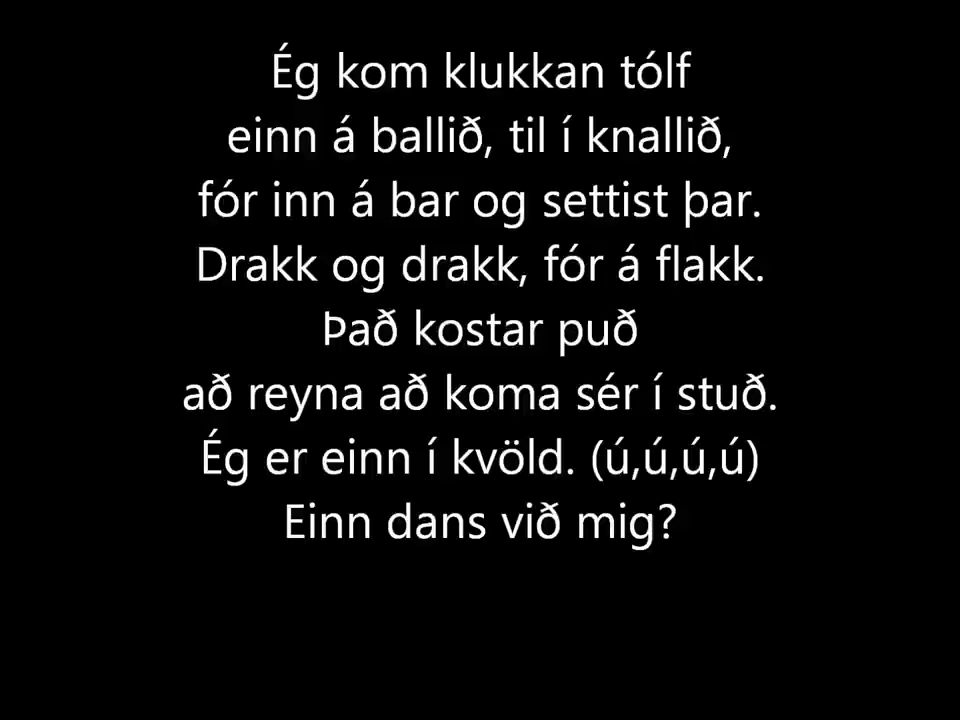 Ég kom klukkan tólf
einn á ballið, til í knallið,
fór inn á bar og settist þar.
Drakk og drakk, fór á flakk.
Það kostar puð
að reyna að koma sér í stuð.
Ég er einn í kvöld. (ú,ú,ú,ú)
Einn dans við mig?